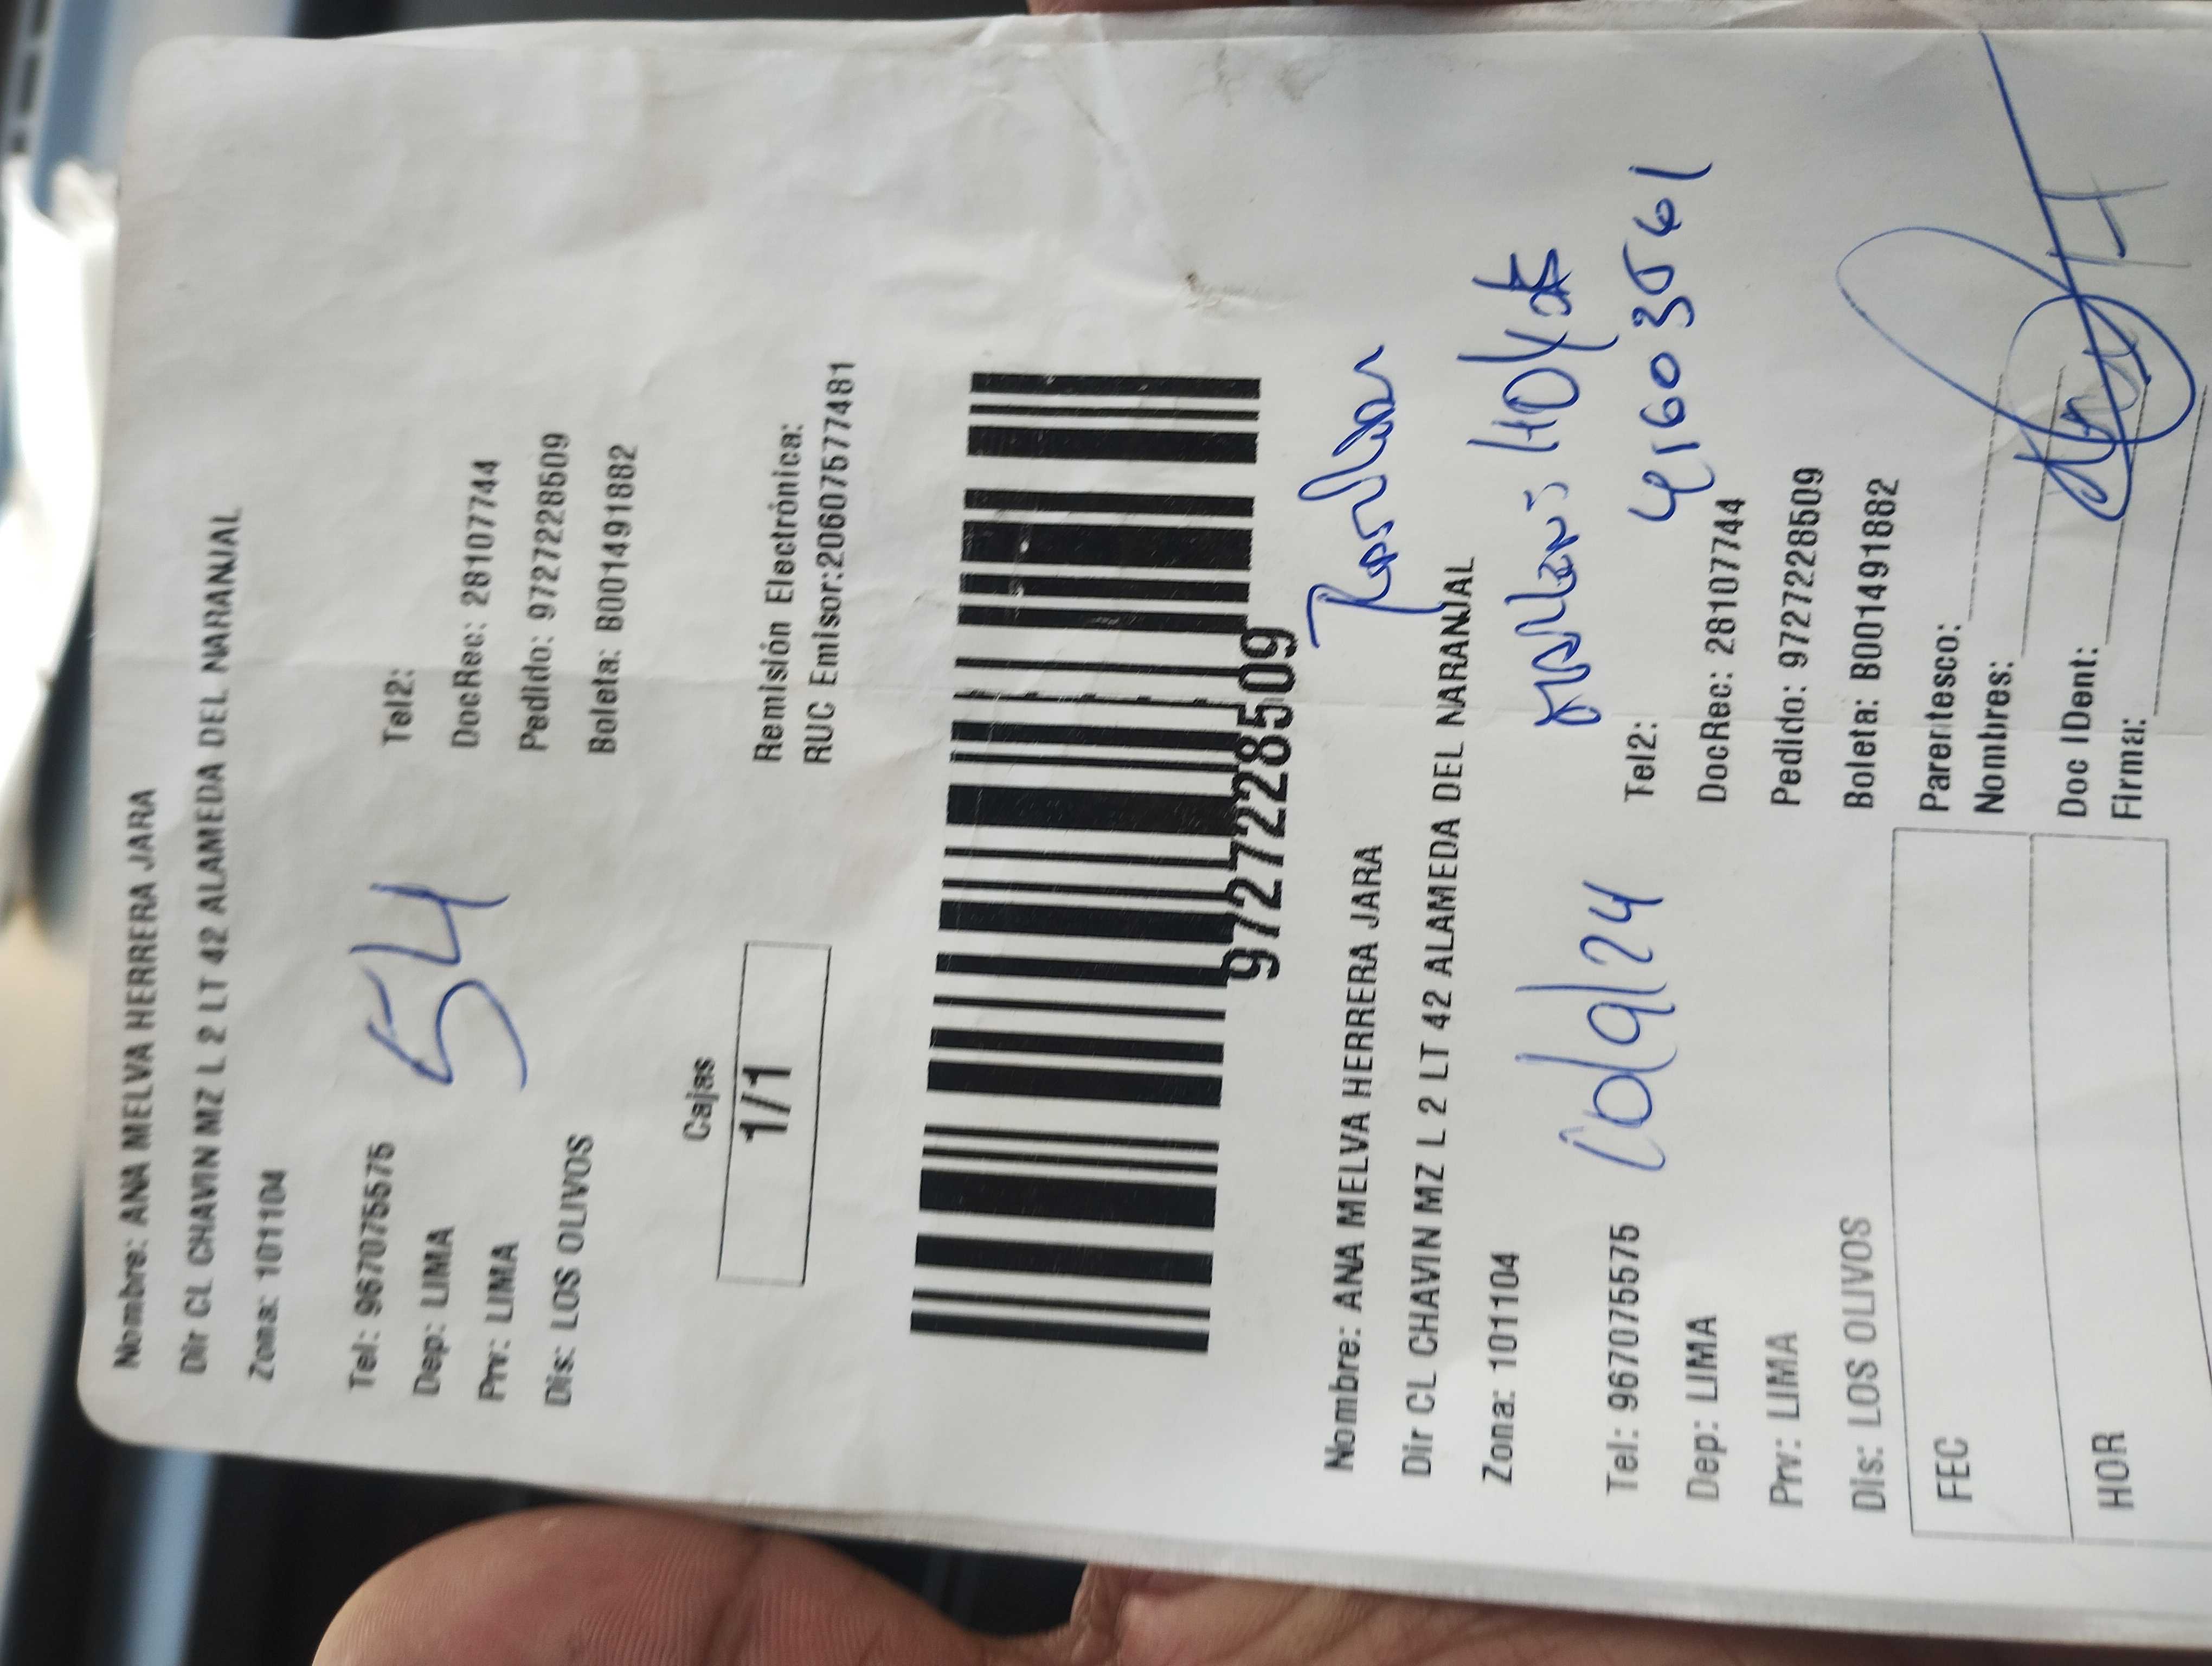 Nombre: ANA MELVA HERRERA JARA
Dir CL CHAVIN MZ L 2 LT 42 ALAMEDA DEL NARANJAL
Zona: 101104
Tel: 967075575
Tel2:
Dep: LIMA
DocRec: 28107744
Prv: LIMA
Pedido: 9727228509
Dis: LOS OLIVOS
Boleta: B001491882
54
Cajas
1/1
Remisión Electrónica:
RUC Emisor:20607577481
9727228509
Nombre: ANA MELVA HERRERA JARA
Dir CL CHAVIN MZ L 2 LT 42 ALAMEDA DEL NARANJAL
Zona: 101104
Tel: 967075575
Tel2:
41603561
Dep: LIMA
DocRec: 28107744
Prv: LIMA
Pedido: 9727228509
Dis: LOS OLIVOS
Boleta: B001491882
FEC
Parentesco:
Nombres:
HOR
Doc IDent:
Firma: